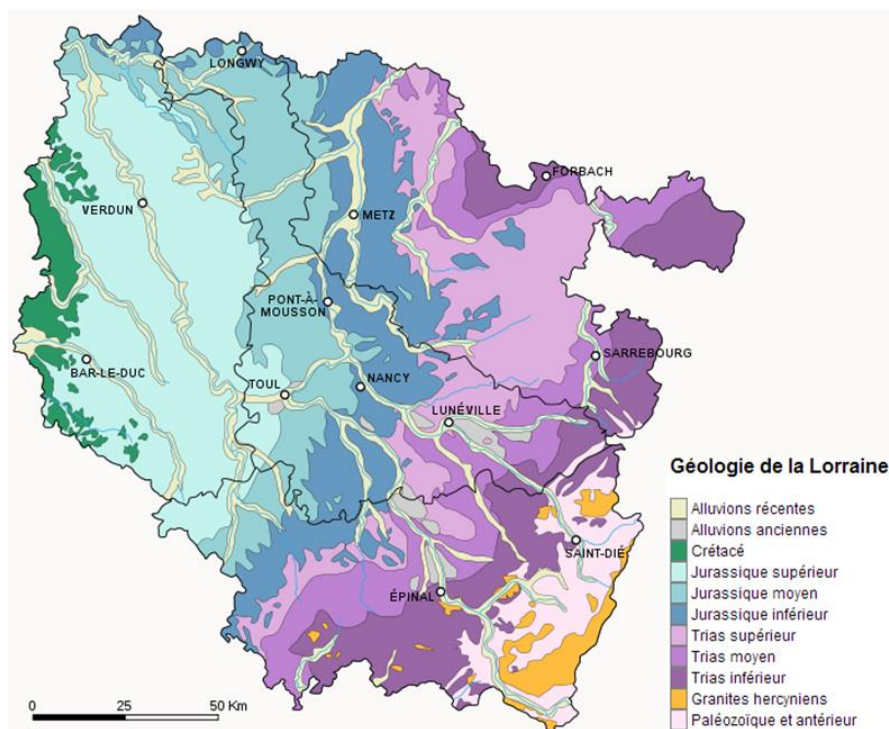 LONGWY
FORBACH
VERDUN
METZ
PONT-À-
MOUSSON
SARREBOURG
BAR-LE-DUC
TOUL
NANCY
LUNÉVILLE
SAINT-DIÉ
ÉPINAL
0 25 50 Km
Géologie de la Lorraine
Alluvions récentes
Alluvions anciennes
Crétacé
Jurassique supérieur
Jurassique moyen
Jurassique inférieur
Trias supérieur
Trias moyen
Trias inférieur
Granites hercyniens
Paléozoïque et antérieur